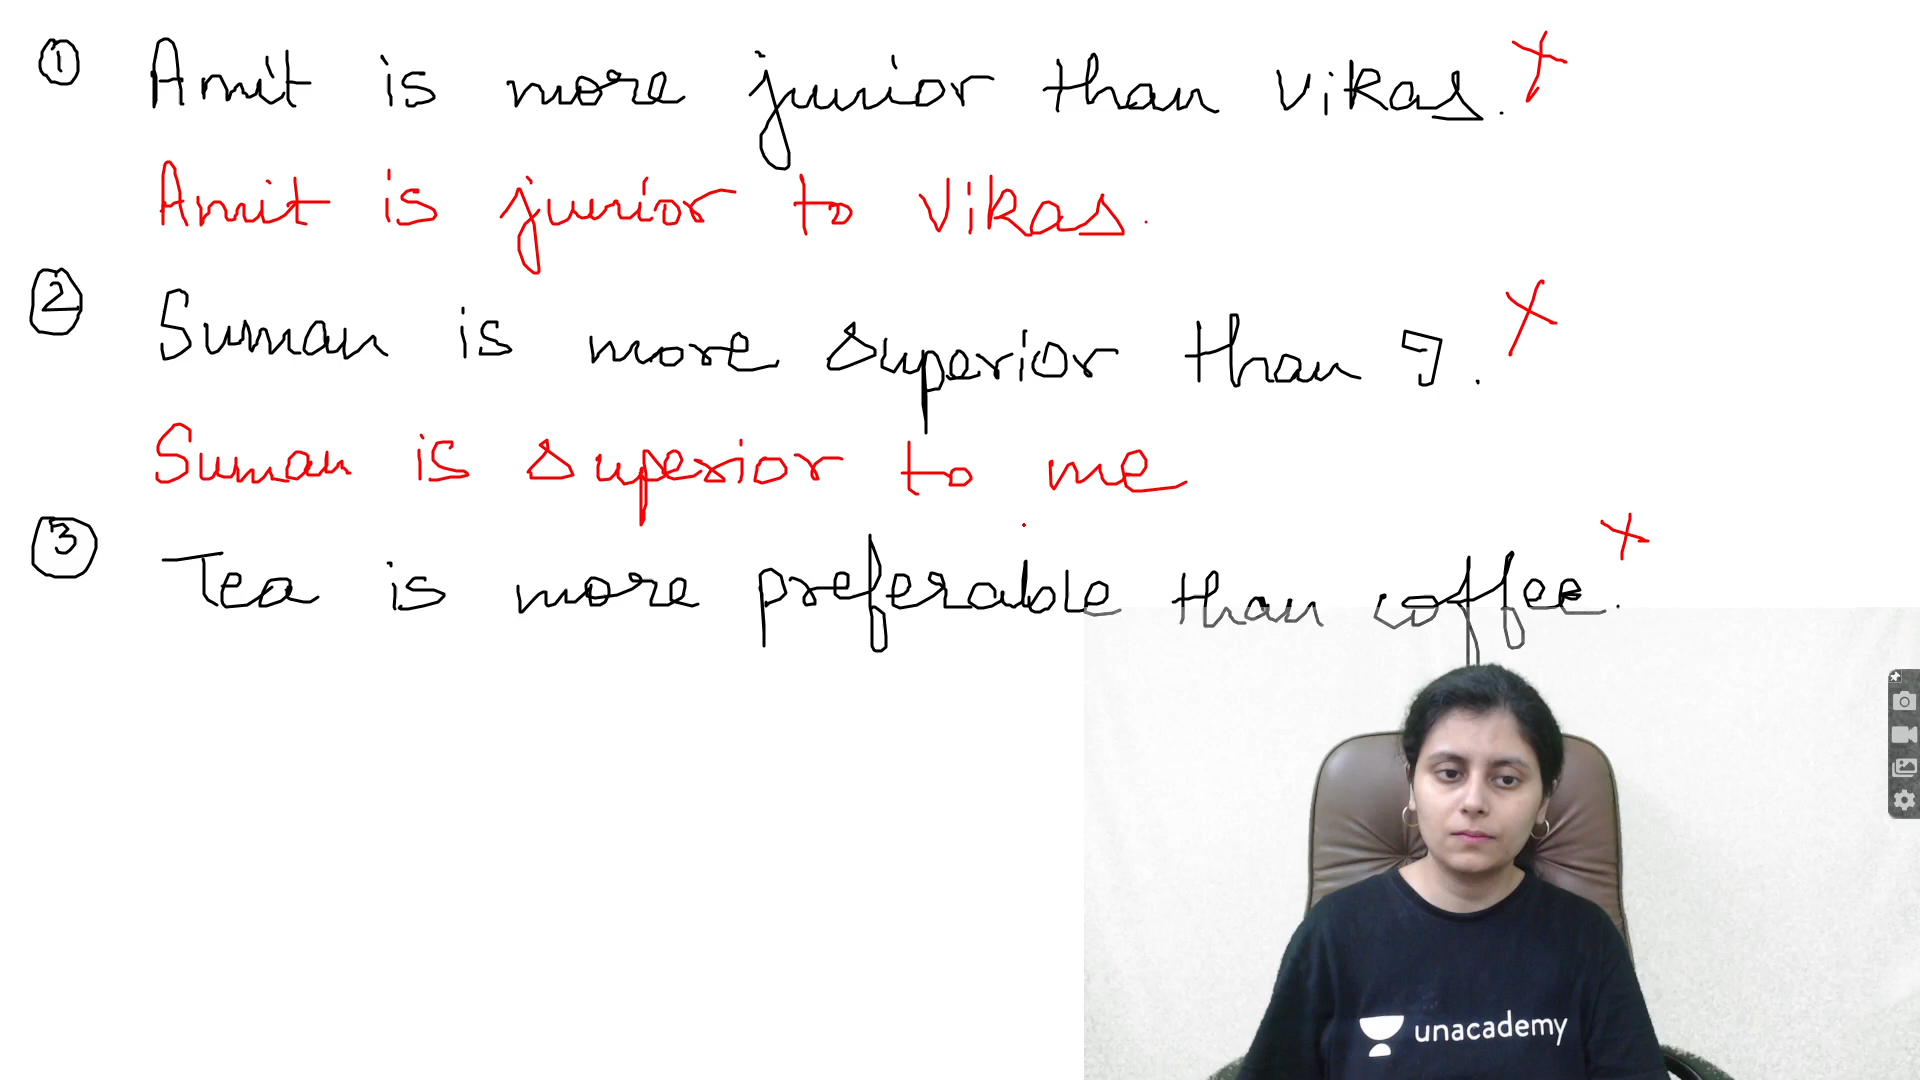 ① Amit is more junior than Vikas. ×
Amit is junior to Vikas.
② Suman is more superior than I. ×
Suman is superior to me
③ Tea is more preferable than coffee. ×
unacademy